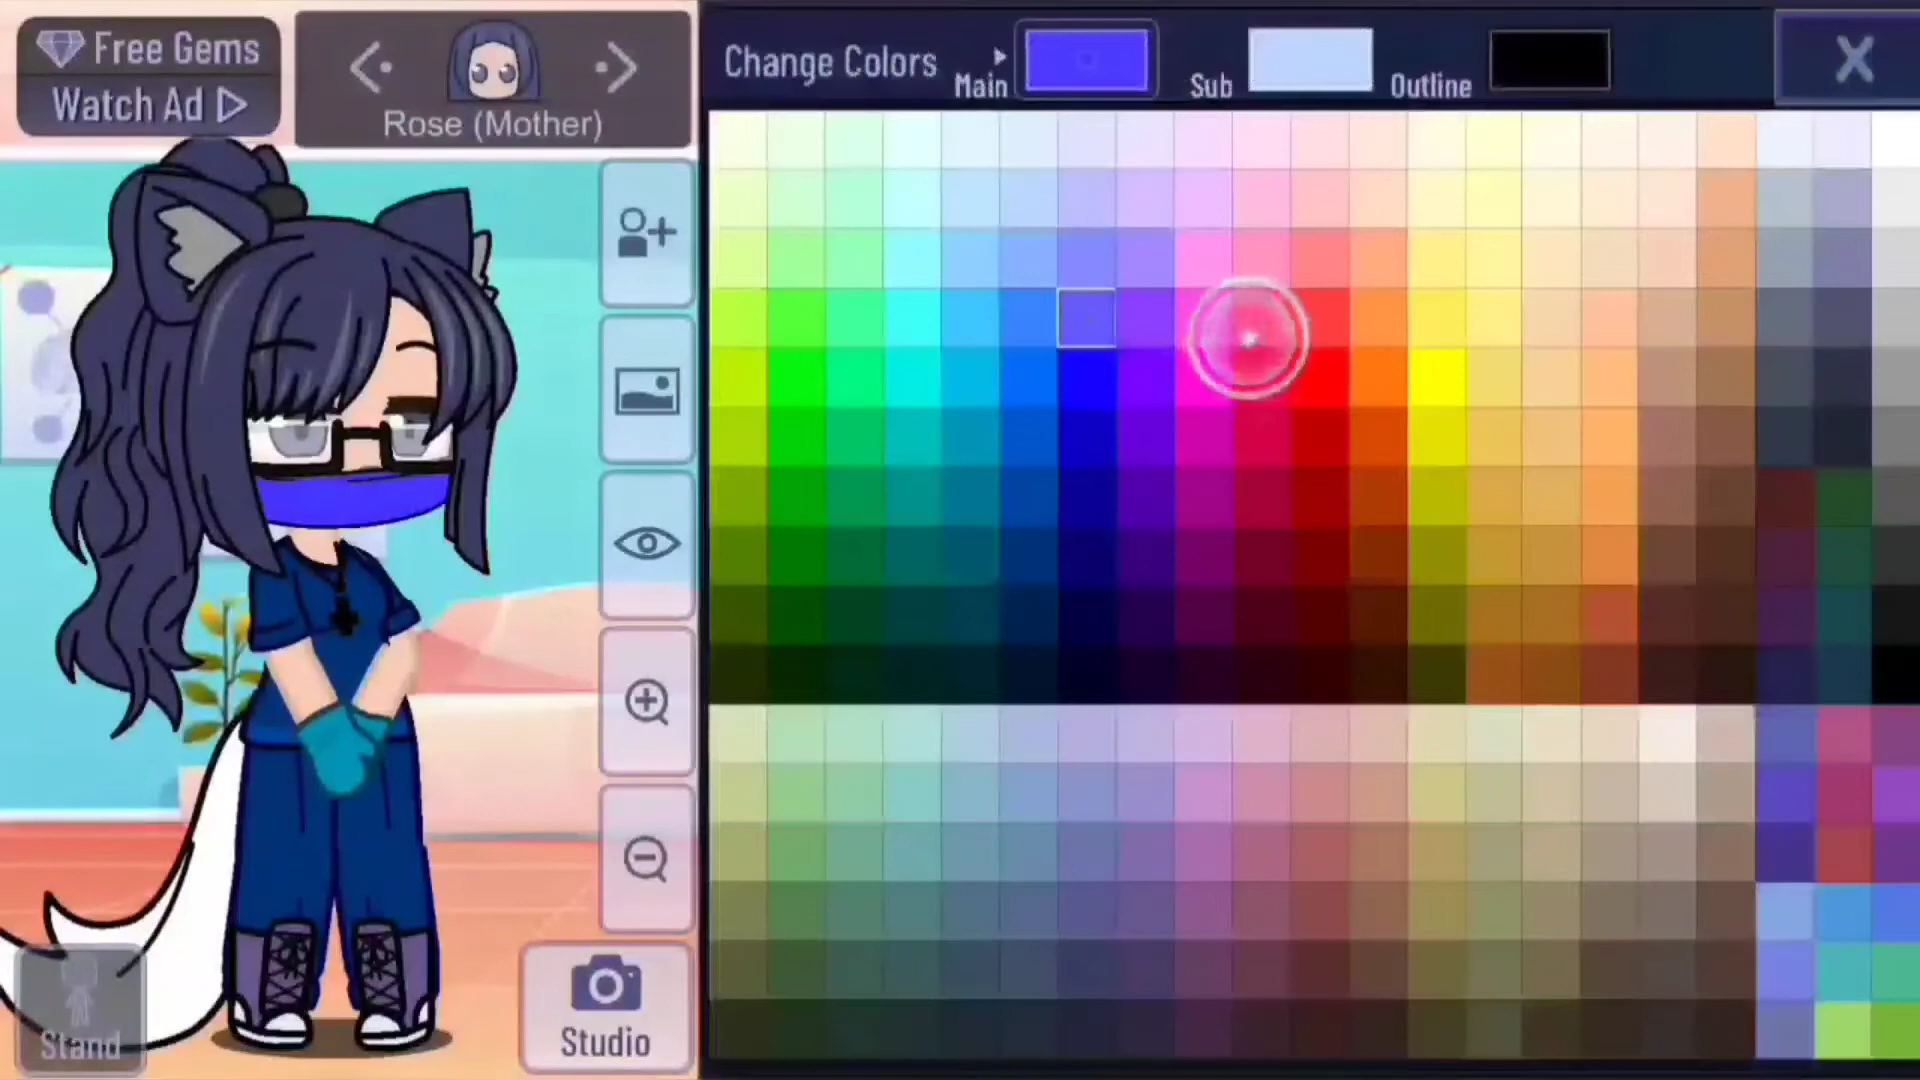 Free Gems
Watch Ad
Rose (Mother)
Change Colors
Main
Sub
Outline
X
Stand
Studio